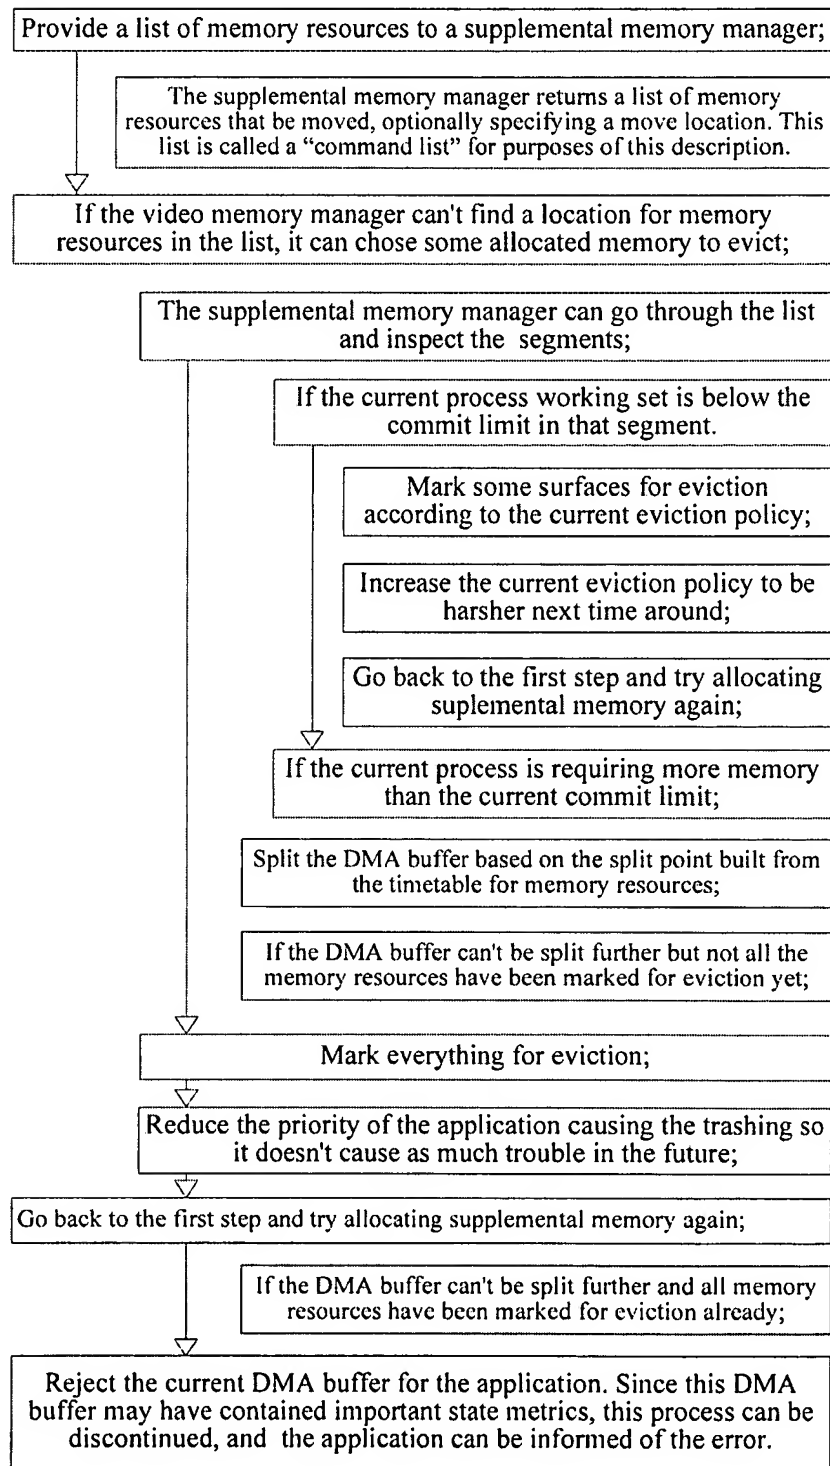 Provide a list of memory resources to a supplemental memory manager;
The supplemental memory manager returns a list of memory
resources that be moved, optionally specifying a move location. This
list is called a "command list" for purposes of this description.
If the video memory manager can't find a location for memory
resources in the list, it can chose some allocated memory to evict;
The supplemental memory manager can go through the list
and inspect the segments;
If the current process working set is below the
commit limit in that segment.
Mark some surfaces for eviction
according to the current eviction policy;
Increase the current eviction policy to be
harsher next time around;
Go back to the first step and try allocating
suplemental memory again;
If the current process is requiring more memory
than the current commit limit;
Split the DMA buffer based on the split point built from
the timetable for memory resources;
If the DMA buffer can't be split further but not all the
memory resources have been marked for eviction yet;
Mark everything for eviction;
Reduce the priority of the application causing the trashing so
it doesn't cause as much trouble in the future;
Go back to the first step and try allocating supplemental memory again;
If the DMA buffer can't be split further and all memory
resources have been marked for eviction already;
Reject the current DMA buffer for the application. Since this DMA
buffer may have contained important state metrics, this process can be
discontinued, and the application can be informed of the error.